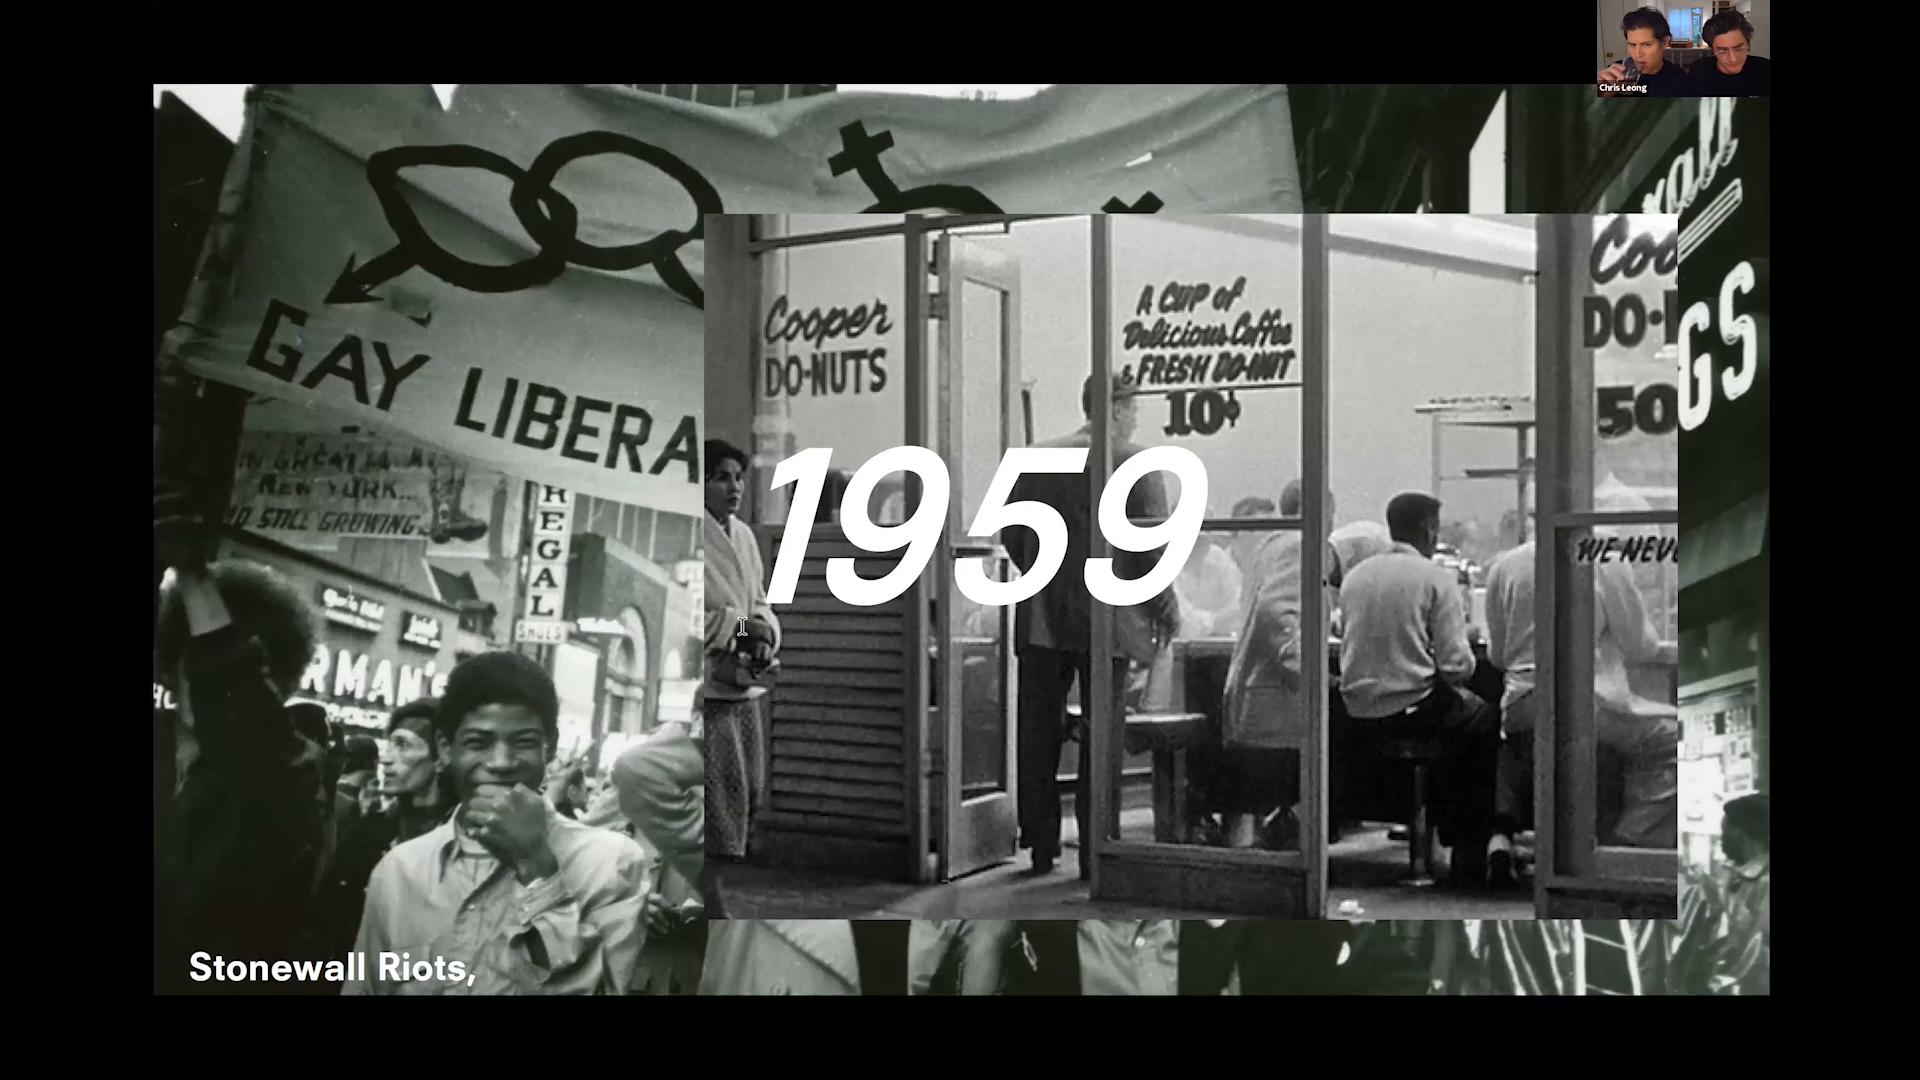 Chris Leong
GAY LIBERA
NEW YORK...
STILL GROWING
REGAL
SHOES
RMAN'S
Cooper
DO-NUTS
A CUP of
Delicious Coffee
& FRESH DO-NUT
10¢
Coo
DO-
50
WE NEV
GS
1959
Stonewall Riots,